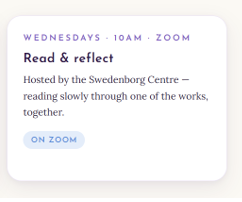 WEDNESDAYS · 10AM · ZOOM
Read & reflect
Hosted by the Swedenborg Centre —
reading slowly through one of the works,
together.
ON ZOOM